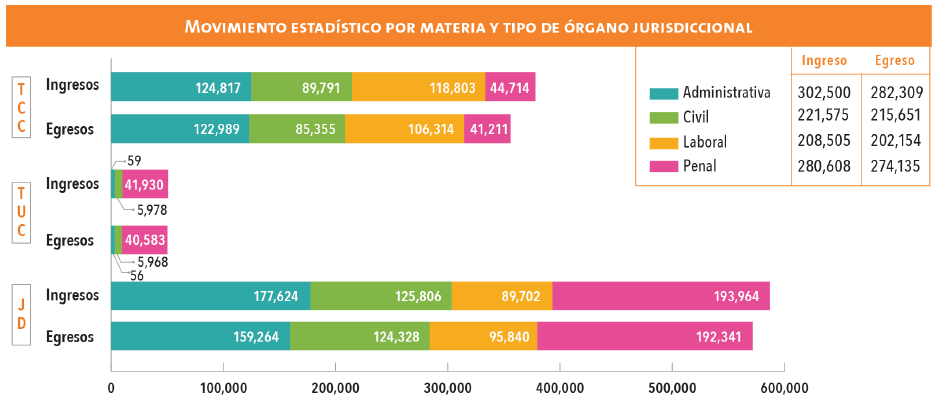 MOVIMIENTO ESTADÍSTICO POR MATERIA Y TIPO DE ÓRGANO JURISDICCIONAL
Ingreso Egreso
Administrativa 302,500 282,309
Civil 221,575 215,651
Laboral 208,505 202,154
Penal 280,608 274,135
TCC
Ingresos 124,817 89,791 118,803 44,714
Egresos 122,989 85,355 106,314 41,211
TUC
59
Ingresos 41,930
5,978
Egresos 40,583
5,968
56
JD
Ingresos 177,624 125,806 89,702 193,964
Egresos 159,264 124,328 95,840 192,341
0 100,000 200,000 300,000 400,000 500,000 600,000